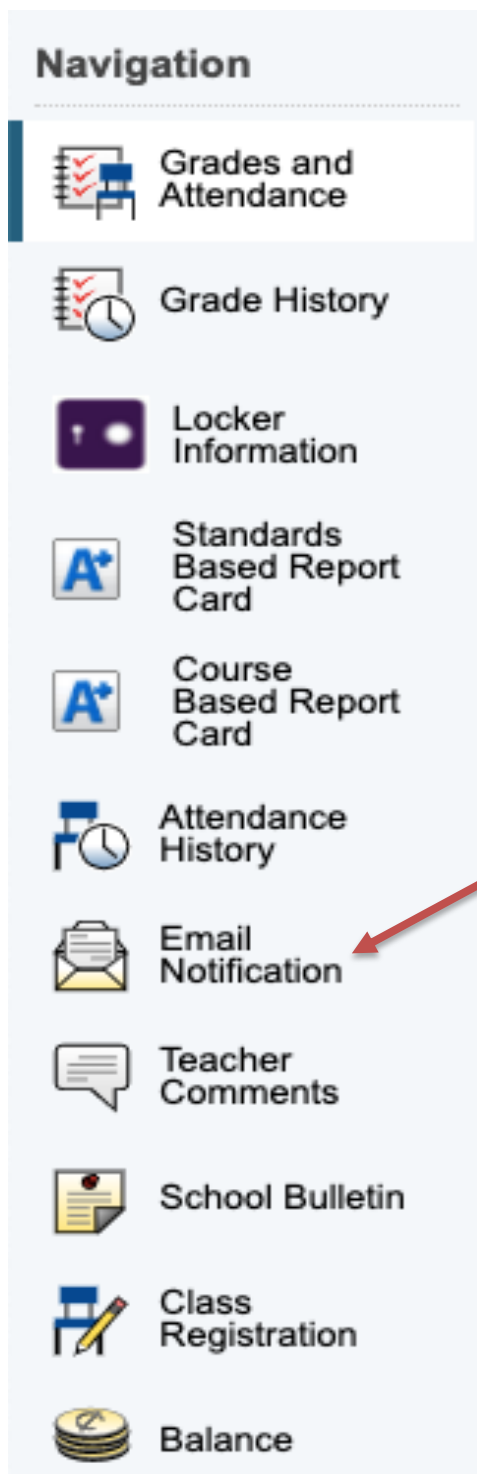 Navigation
Grades and
Attendance
Grade History
Locker
Information
Standards
Based Report
Card
Course
Based Report
Card
Attendance
History
Email
Notification
Teacher
Comments
School Bulletin
Class
Registration
Balance